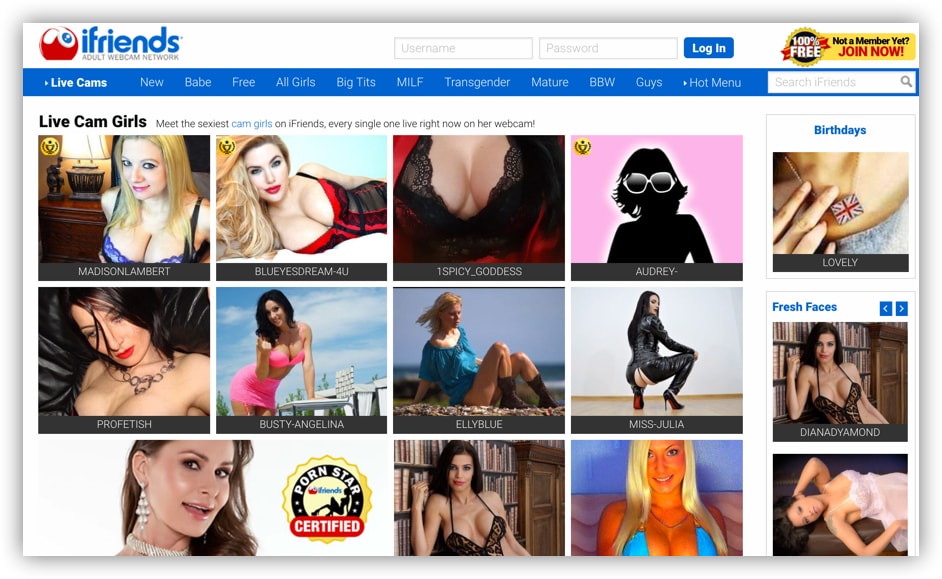 ifriends
ADULT WEBCAM NETWORK
Username
Password
Log In
100% FREE
Not a Member Yet?
JOIN NOW!
Live Cams
New
Babe
Free
All Girls
Big Tits
MILF
Transgender
Mature
BBW
Guys
Hot Menu
Search iFriends
Live Cam Girls
Meet the sexiest cam girls on iFriends, every single one live right now on her webcam!
MADISONLAMBERT
BLUEYESDREAM-4U
1SPICY_GODDESS
AUDREY-
PROFETISH
BUSTY-ANGELINA
ELLYBLUE
MISS-JULIA
PORN STAR
ifriends
CERTIFIED
Birthdays
LOVELY
Fresh Faces
DIANADYAMOND